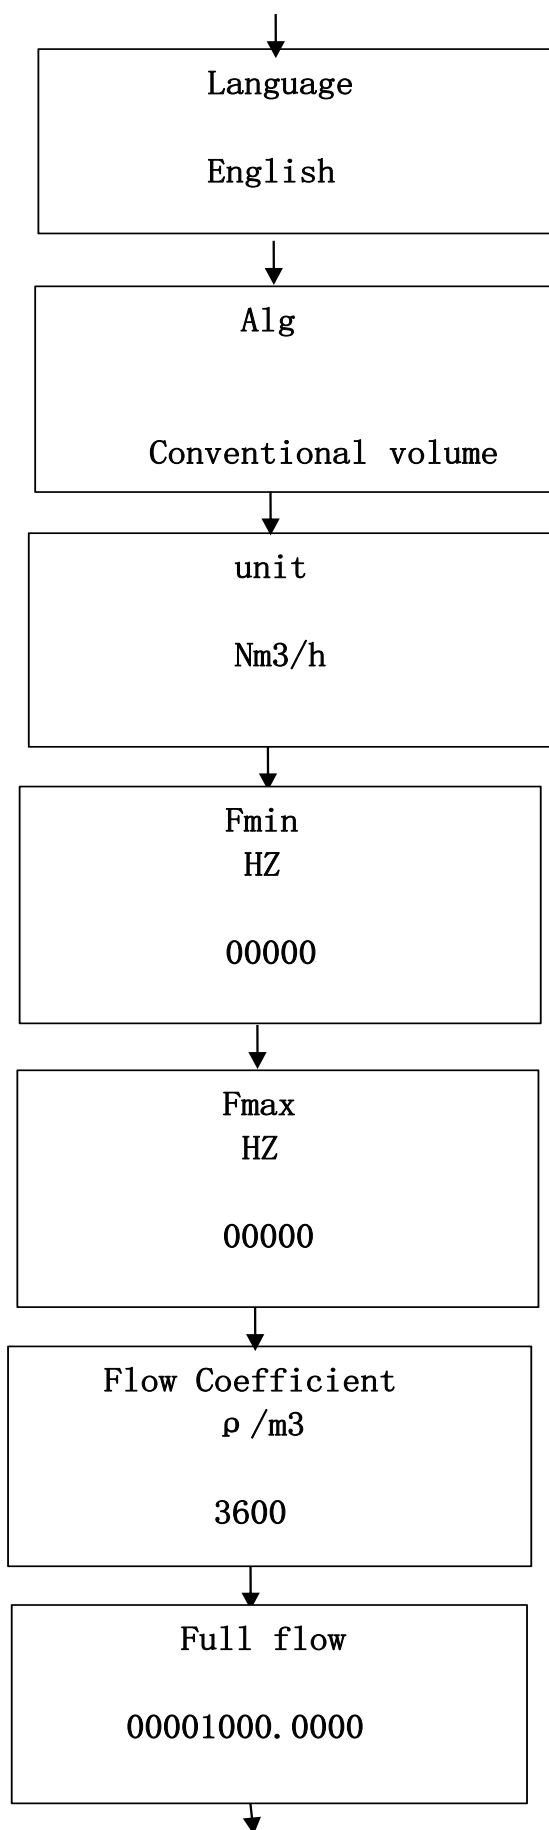 Language
English
Alg
Conventional volume
unit
Nm3/h
Fmin
HZ
00000
Fmax
HZ
00000
Flow Coefficient
ρ/m3
3600
Full flow
00001000.0000